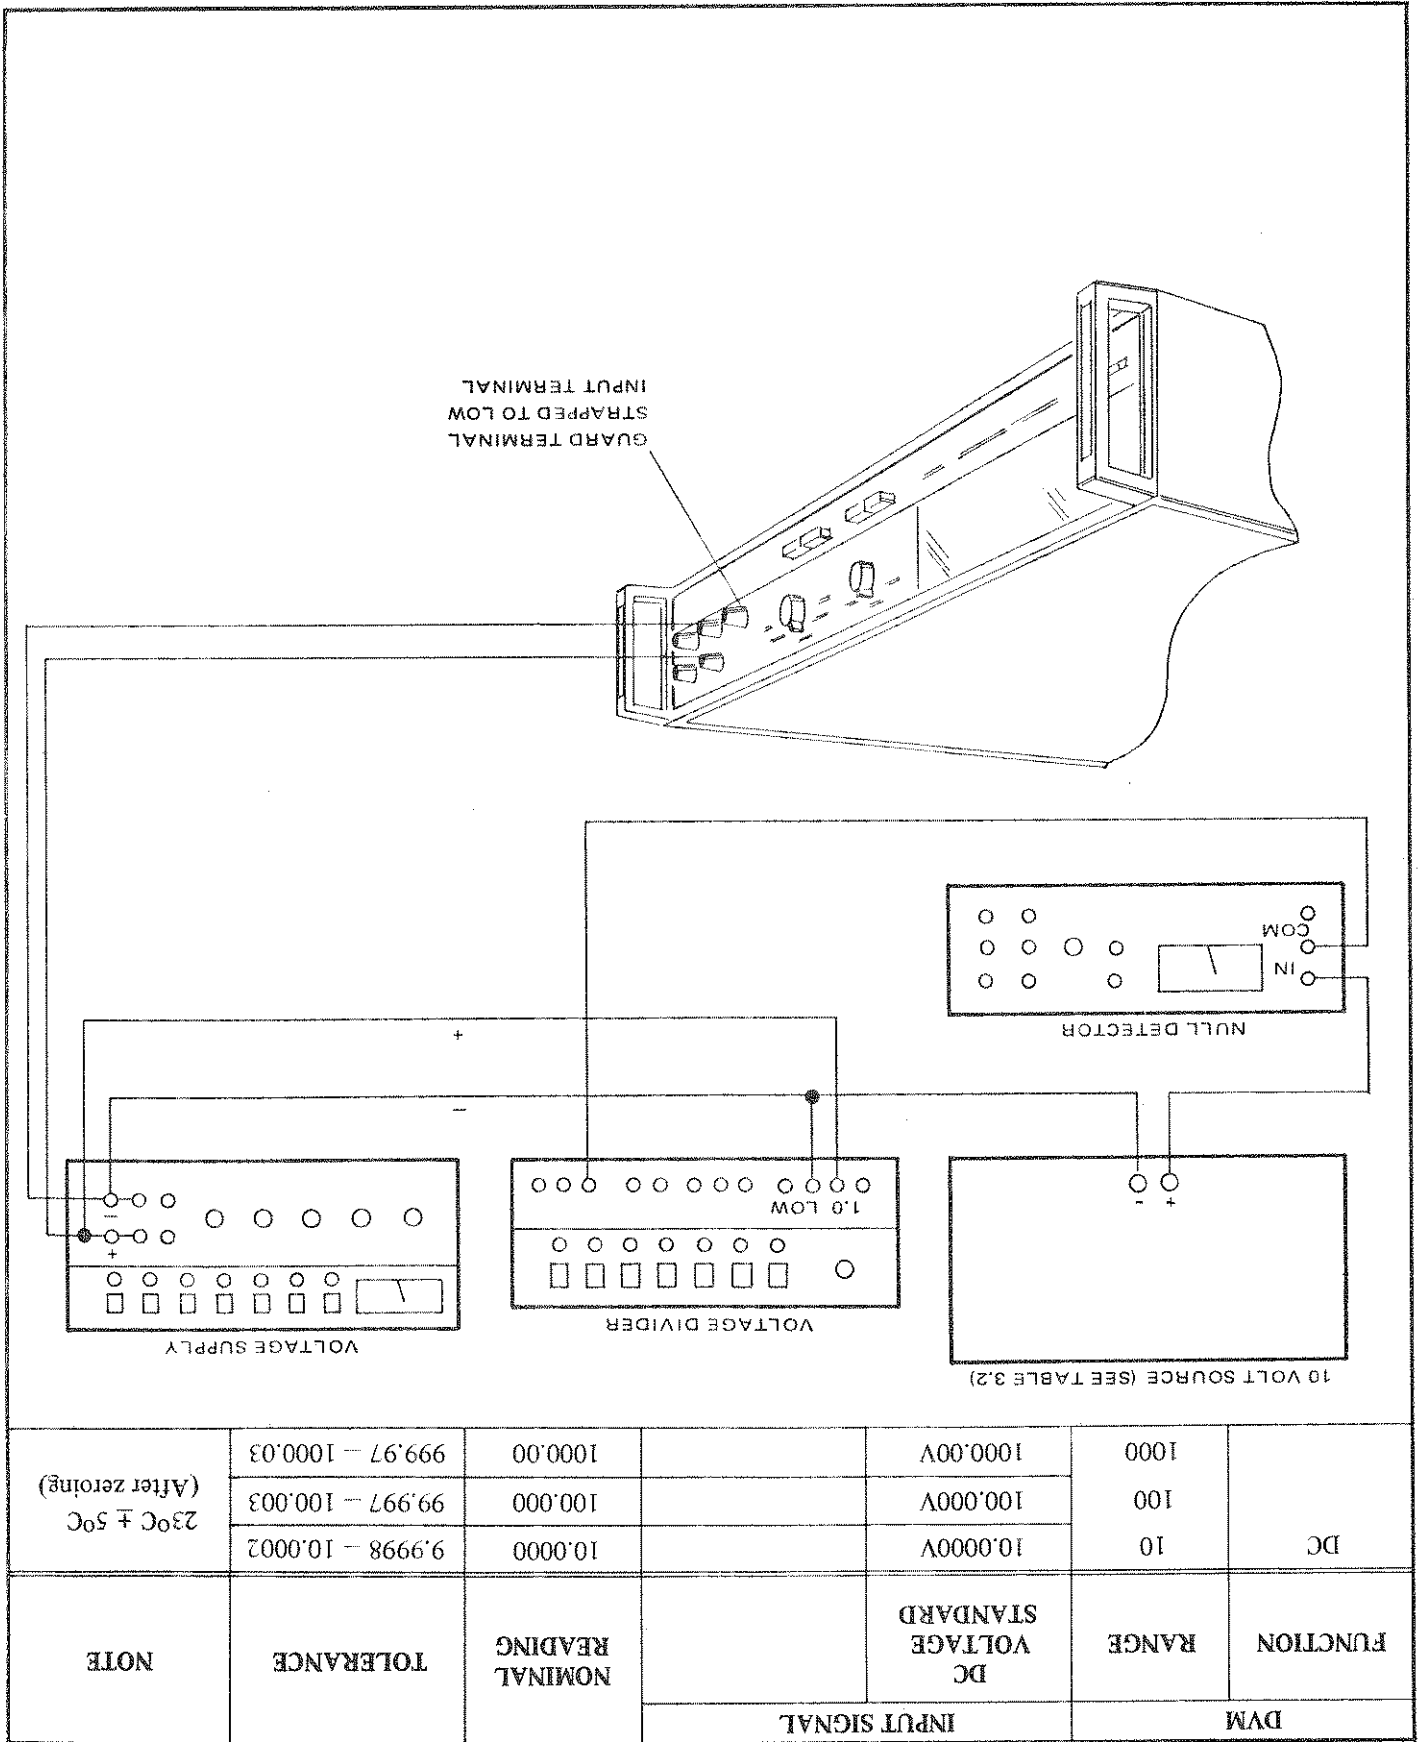 DVM
INPUT SIGNAL
FUNCTION
RANGE
DC
VOLTAGE
STANDARD
NOMINAL
READING
TOLERANCE
NOTE
DC
10
10.0000V
10.0000
9.9998 – 10.0002
100
100.000V
100.000
99.997 – 100.003
1000
1000.00V
1000.00
999.97 – 1000.03
23ºC ± 5ºC
(After zeroing)
10 VOLT SOURCE (SEE TABLE 3.2)
+
-
VOLTAGE DIVIDER
1.0 LOW
VOLTAGE SUPPLY
+
–
–
+
NULL DETECTOR
IN
COM
GUARD TERMINAL
STRAPPED TO LOW
INPUT TERMINAL